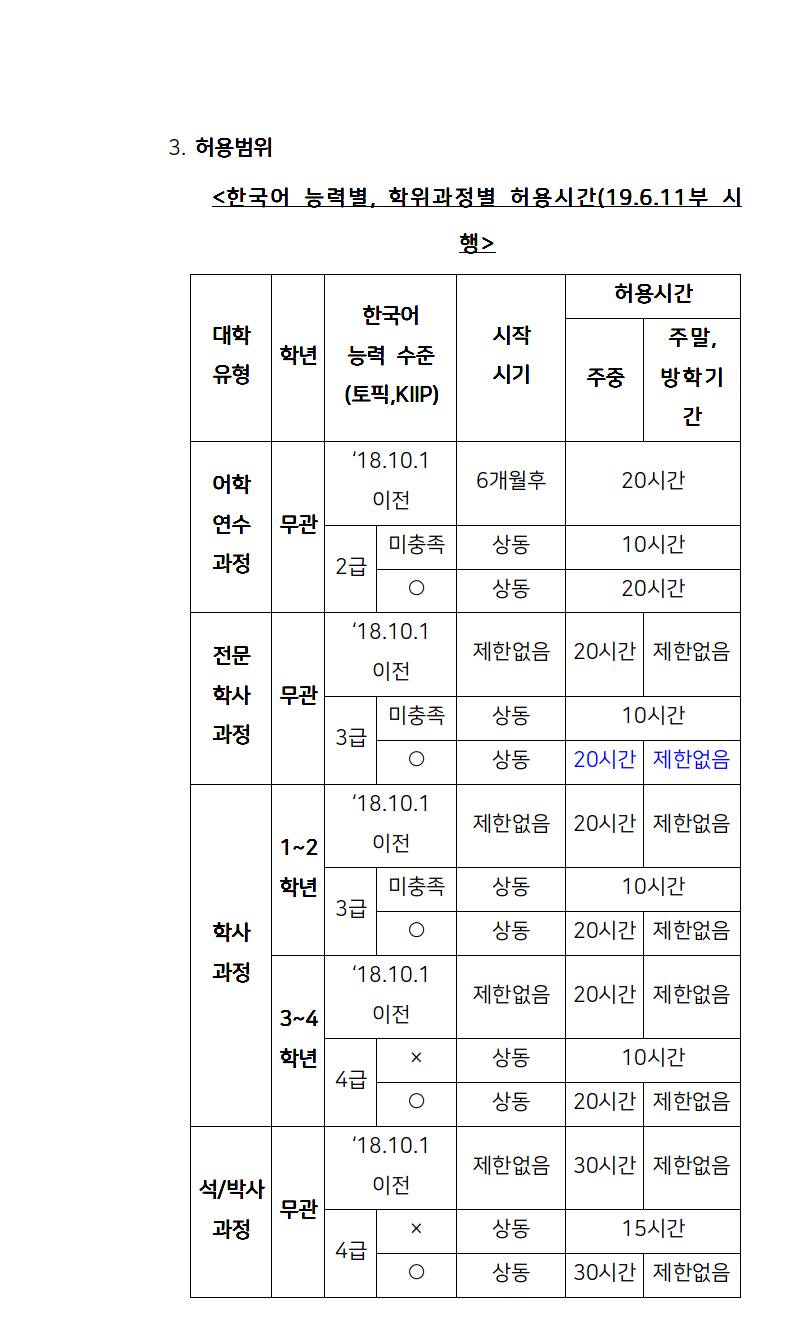 3. 허용범위
<한국어 능력별, 학위과정별 허용시간(19.6.11부 시
행>
대학
유형
학년
한국어
능력 수준
(토픽,KIIP)
시작
시기
허용시간
주중
주말,
방학기
간
어학
연수
과정
무관
‘18.10.1
이전
6개월후
20시간
2급
미충족
상동
10시간
○
상동
20시간
전문
학사
과정
무관
‘18.10.1
이전
제한없음
20시간
제한없음
3급
미충족
상동
10시간
○
상동
20시간
제한없음
학사
과정
1~2
학년
‘18.10.1
이전
제한없음
20시간
제한없음
3급
미충족
상동
10시간
○
상동
20시간
제한없음
3~4
학년
‘18.10.1
이전
제한없음
20시간
제한없음
4급
×
상동
10시간
○
상동
20시간
제한없음
석/박사
과정
무관
‘18.10.1
이전
제한없음
30시간
제한없음
4급
×
상동
15시간
○
상동
30시간
제한없음